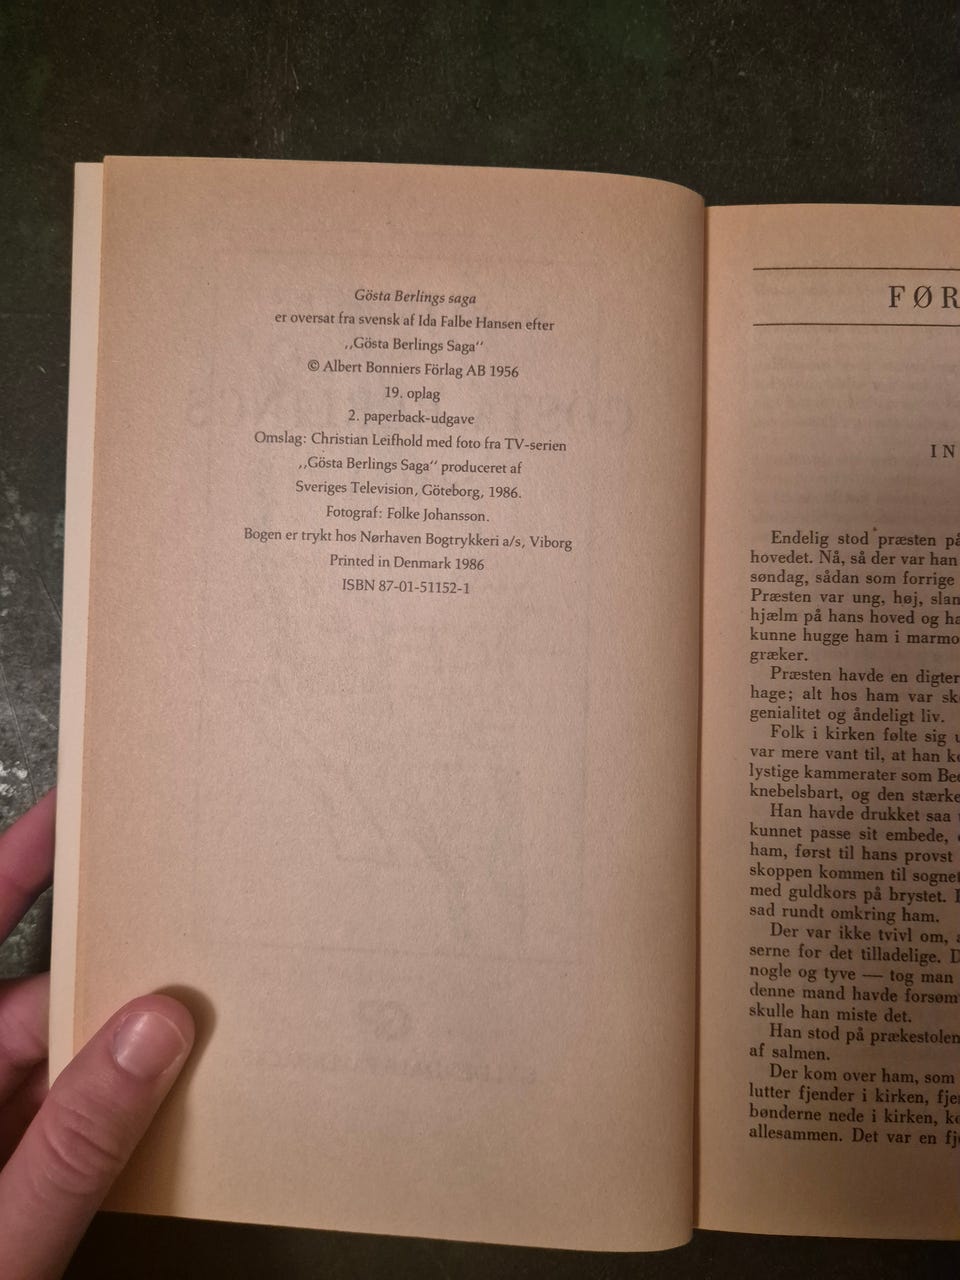 Gösta Berlings saga
er oversat fra svensk af Ida Falbe Hansen efter
,,Gösta Berlings Saga‘‘
© Albert Bonniers Förlag AB 1956
19. oplag
2. paperback-udgave
Omslag: Christian Leifhold med foto fra TV-serien
,,Gösta Berlings Saga‘‘ produceret af
Sveriges Television, Göteborg, 1986.
Fotograf: Folke Johansson.
Bogen er trykt hos Nørhaven Bogtrykkeri a/s, Viborg
Printed in Denmark 1986
ISBN 87-01-51152-1
FØR
IN
Endelig stod præsten på
hovedet. Nå, så der var han
søndag, sådan som forrige
Præsten var ung, høj, slan
hjælm på hans hoved og ha
kunne hugge ham i marmo
græker.
Præsten havde en digter
hage; alt hos ham var sk
genialitet og åndeligt liv.
Folk i kirken følte sig u
var mere vant til, at han k
lystige kammerater som Bee
knebelsbart, og den stærke
Han havde drukket saa
kunnet passe sit embede,
ham, først til hans provst
skoppen kommen til sognet
med guldkors på brystet.
sad rundt omkring ham.
Der var ikke tvivl om, a
serne for det tilladelige. D
nogle og tyve — tog man
denne mand havde forsøm
skulle han miste det.
Han stod på prækestolen
af salmen.
Der kom over ham, som
lutter fjender i kirken, fje
bønderne nede i kirken, k
allesammen. Det var en fj